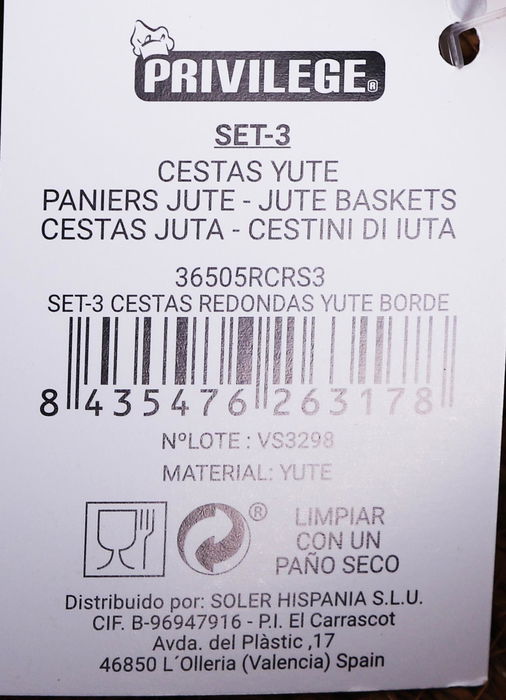 PRIVILEGE®
SET-3
CESTAS YUTE
PANIERS JUTE - JUTE BASKETS
CESTAS JUTA - CESTINI DI IUTA
36505RCRS3
SET-3 CESTAS REDONDAS YUTE BORDE
8 435476 263178
NºLOTE : VS3298
MATERIAL: YUTE
®
LIMPIAR
CON UN
PAÑO SECO
Distribuido por: SOLER HISPANIA S.L.U.
CIF. B-96947916 - P.I. El Carrascot
Avda. del Plàstic ,17
46850 L´Olleria (Valencia) Spain